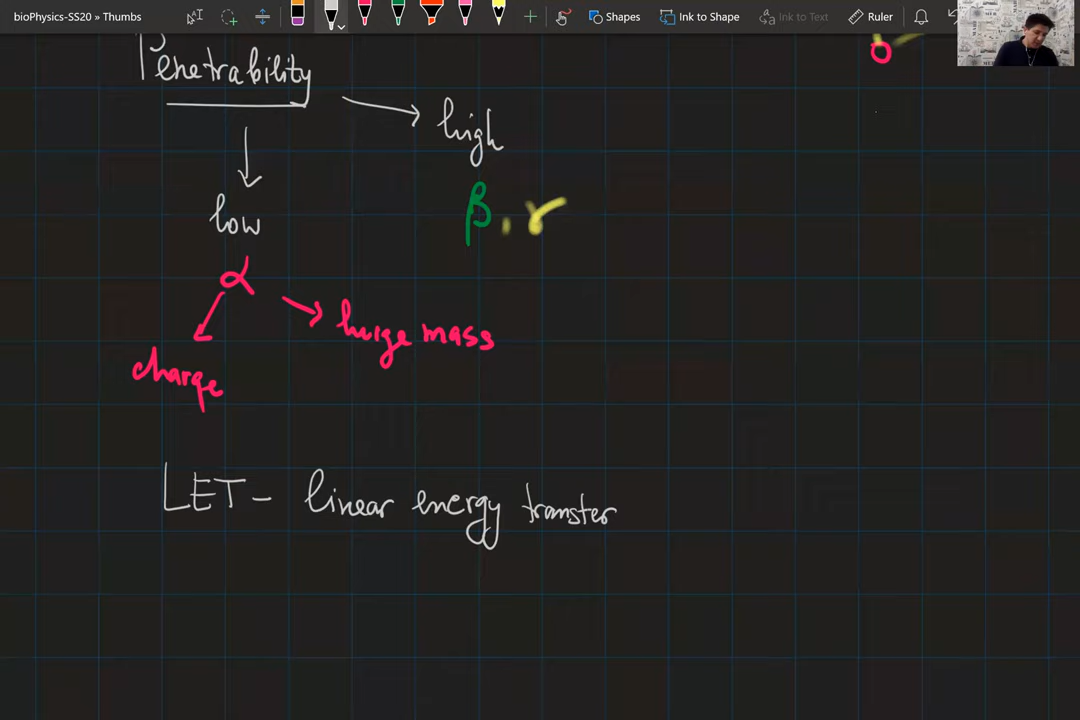 bioPhysics-SS20 » Thumbs
Shapes
Ink to Shape
Ink to Text
Ruler
Penetrability
high
low
β, γ
α
huge mass
charge
LET - linear energy transfer